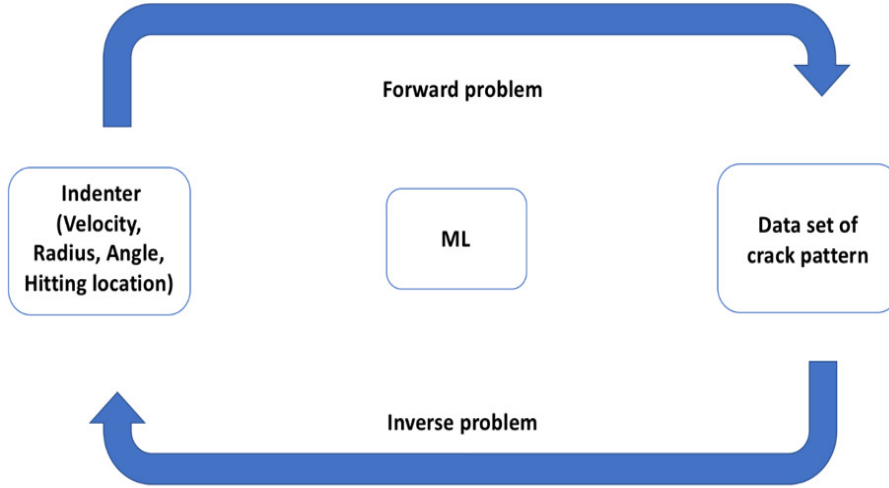 Forward problem
Indenter
(Velocity,
Radius, Angle,
Hitting location)
ML
Data set of
crack pattern
Inverse problem